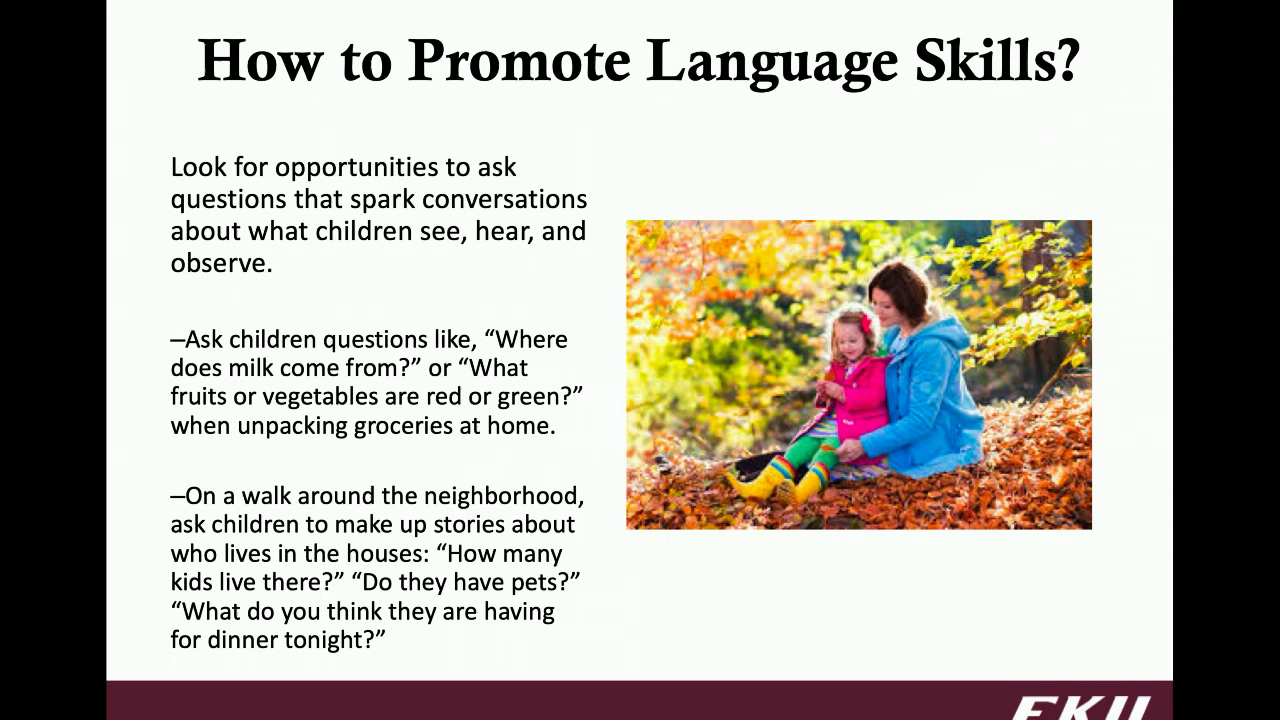 How to Promote Language Skills?
Look for opportunities to ask
questions that spark conversations
about what children see, hear, and
observe.
–Ask children questions like, “Where
does milk come from?” or “What
fruits or vegetables are red or green?”
when unpacking groceries at home.
–On a walk around the neighborhood,
ask children to make up stories about
who lives in the houses: “How many
kids live there?” “Do they have pets?”
“What do you think they are having
for dinner tonight?”
EKU